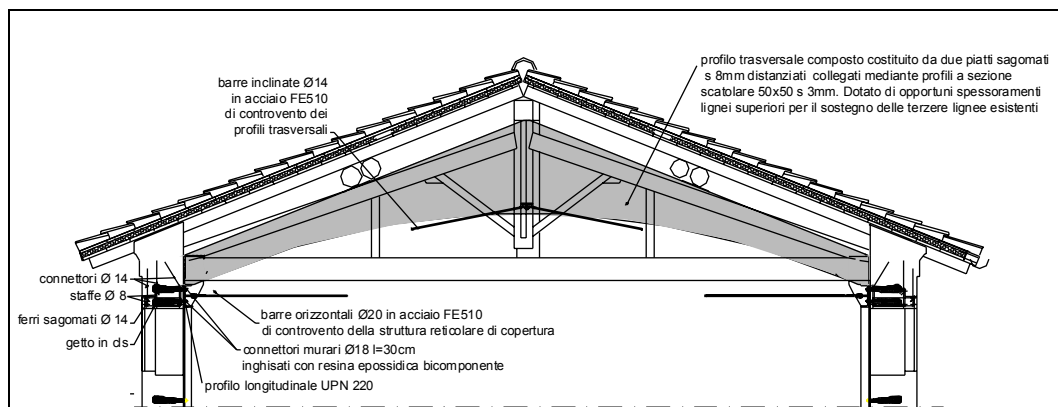 barre inclinate Ø14
in acciaio FE510
di controvento dei
profili trasversali
profilo trasversale composto costituito da due piatti sagomati
s 8mm distanziati collegati mediante profili a sezione
scatolare 50x50 s 3mm. Dotato di opportuni spessoramenti
lignei superiori per il sostegno delle terzere lignee esistenti
connettori Ø 14
staffe Ø 8
ferri sagomati Ø 14
getto in cls
barre orizzontali Ø20 in acciaio FE510
di controvento della struttura reticolare di copertura
connettori murari Ø18 l=30cm
inghisati con resina epossidica bicomponente
profilo longitudinale UPN 220